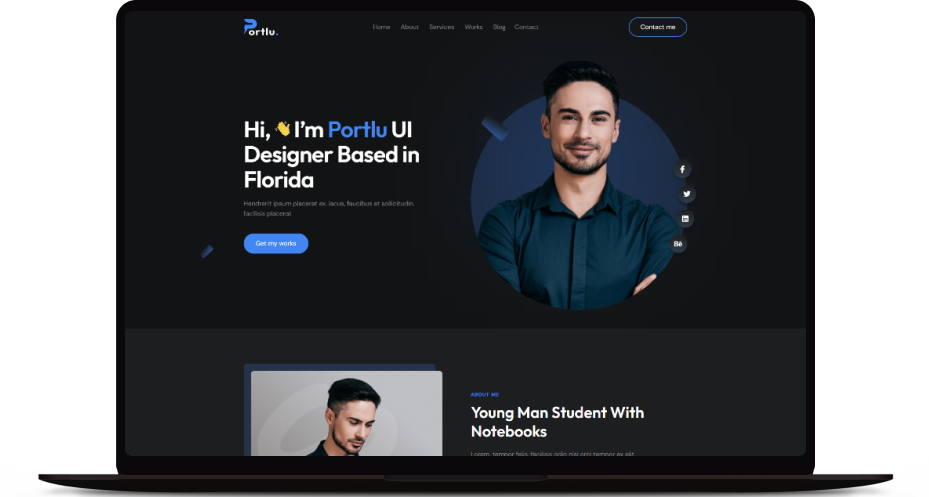 Portlu.
Home About Services Works Blog Contact
Contact me
Hi, 👋 I'm Portlu UI
Designer Based in
Florida
Hendrerit ipsum placerat ex, lacus, faucibus at sollicitudin
facilisis placerat
Get my works
Bē
ABOUT ME
Young Man Student With
Notebooks
Lorem, tempor felis, facilisis odio nisi orci tempor ex elit